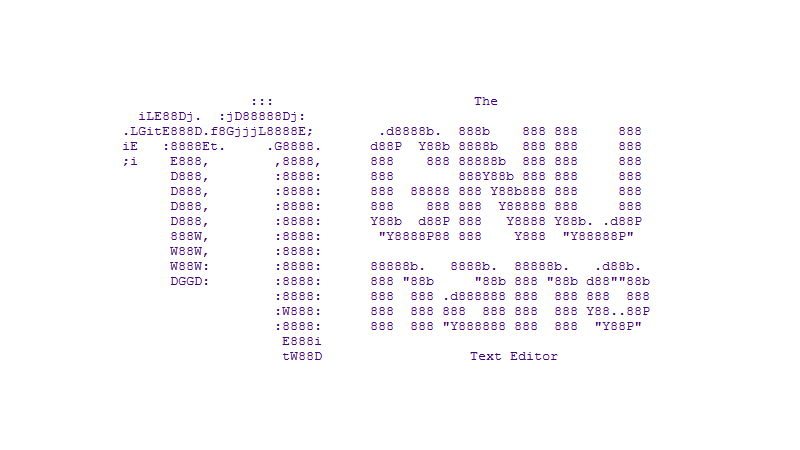 The
GNU
nano
Text Editor